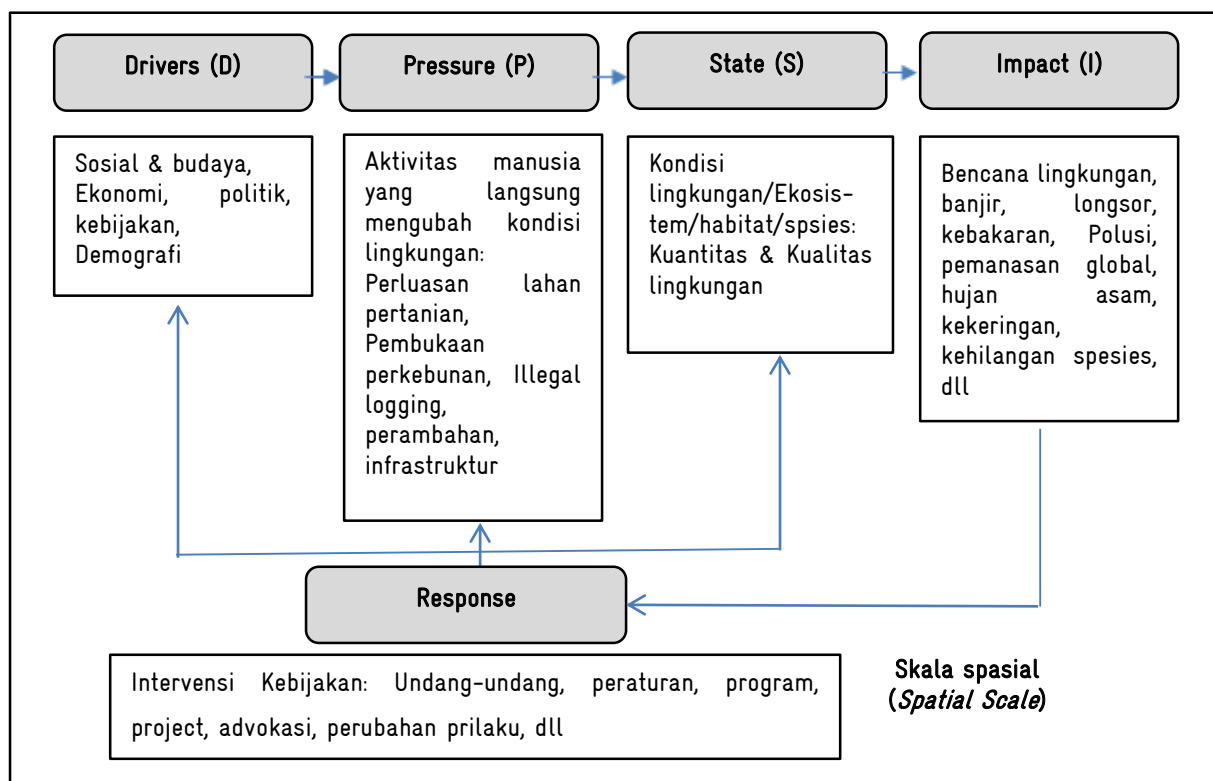 Drivers (D)
Pressure (P)
State (S)
Impact (I)
Sosial & budaya,
Ekonomi, politik,
kebijakan,
Demografi
Aktivitas manusia
yang langsung
mengubah kondisi
lingkungan:
Perluasan lahan
pertanian,
Pembukaan
perkebunan, Illegal
logging,
perambahan,
infrastruktur
Kondisi
lingkungan/Ekosis-
tem/habitat/spsies:
Kuantitas & Kualitas
lingkungan
Bencana lingkungan,
banjir, longsor,
kebakaran, Polusi,
pemanasan global,
hujan asam,
kekeringan,
kehilangan spesies,
dll
Response
Intervensi Kebijakan: Undang-undang, peraturan, program,
project, advokasi, perubahan prilaku, dll
Skala spasial
(Spatial Scale)